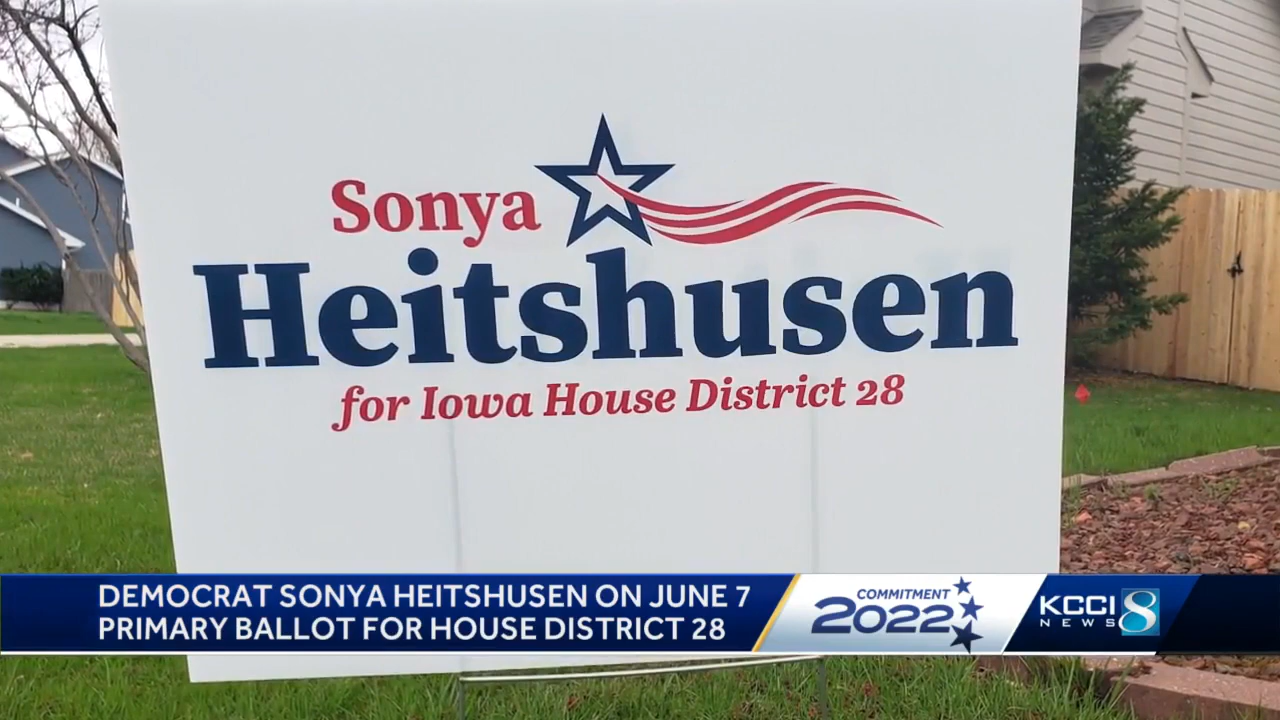 Sonya
Heitshusen
for Iowa House District 28
DEMOCRAT SONYA HEITSHUSEN ON JUNE 7
PRIMARY BALLOT FOR HOUSE DISTRICT 28
COMMITMENT
2022
KCCI 8
NEWS